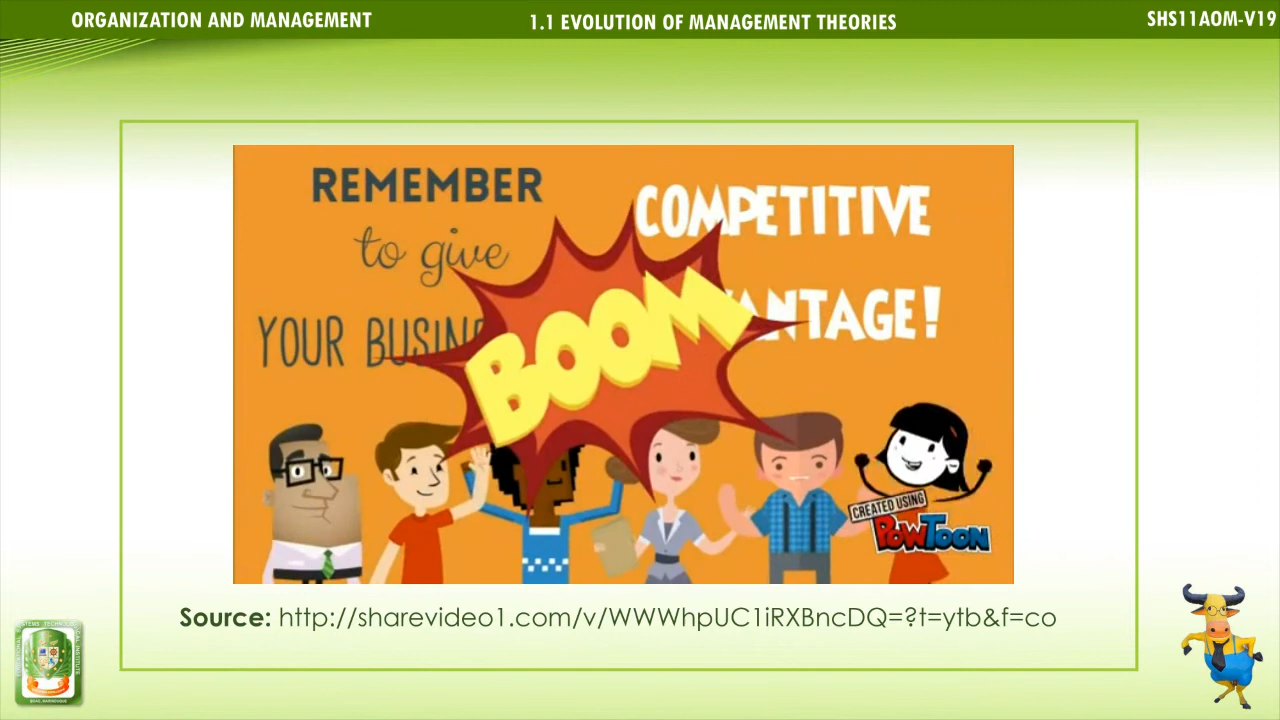 ORGANIZATION AND MANAGEMENT
1.1 EVOLUTION OF MANAGEMENT THEORIES
SHS11AOM-V19
REMEMBER
to give
YOUR BUSIN
COMPETITIVE
VANTAGE!
BOOM
CREATED USING
POWTOON
Source: http://sharevideo1.com/v/WWWhpUC1iRXBncDQ=?t=ytb&f=co